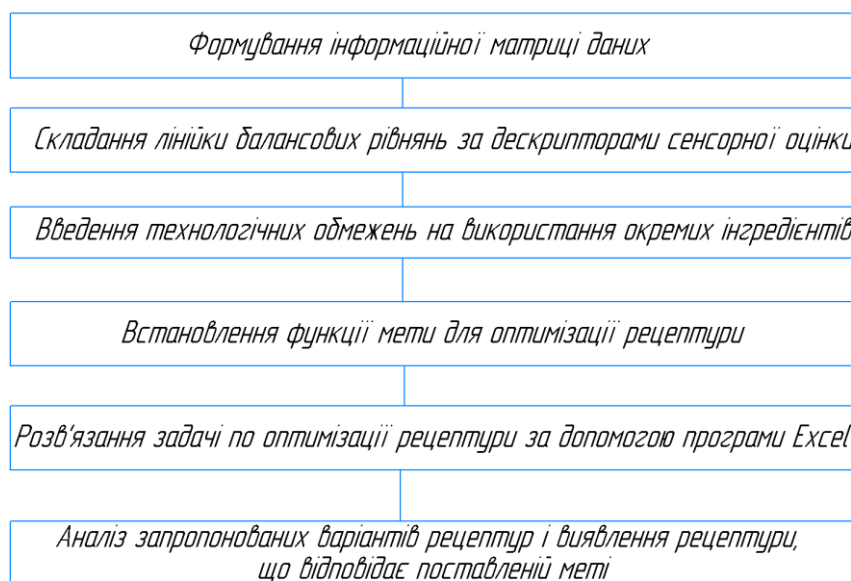 Формування інформаційної матриці даних
Складання лінійки балансових рівнянь за дескрипторами сенсорної оцінки
Введення технологічних обмежень на використання окремих інгредієнтів
Встановлення функції мети для оптимізації рецептури
Розв'язання задачі по оптимізації рецептури за допомогою програми Excel
Аналіз запропонованих варіантів рецептур і виявлення рецептури,
що відповідає поставленій меті